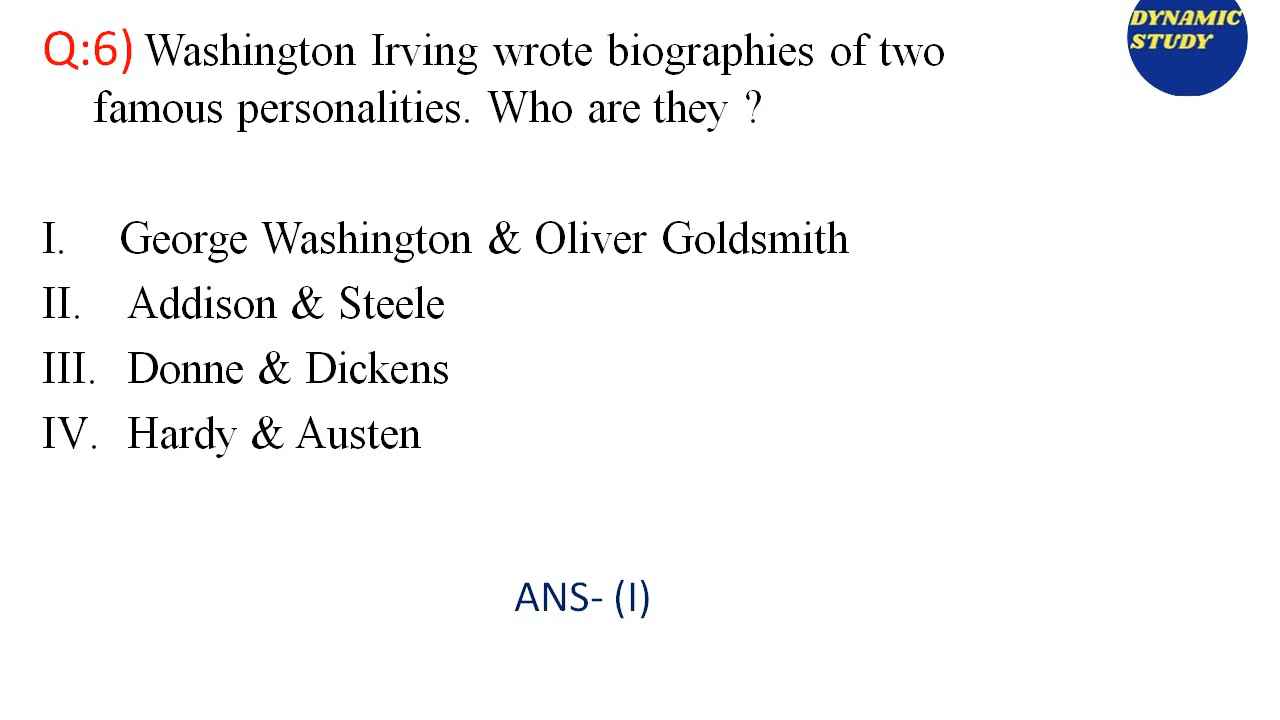 DYNAMIC
STUDY
Q:6) Washington Irving wrote biographies of two
famous personalities. Who are they ?
I. George Washington & Oliver Goldsmith
II. Addison & Steele
III. Donne & Dickens
IV. Hardy & Austen
ANS- (I)